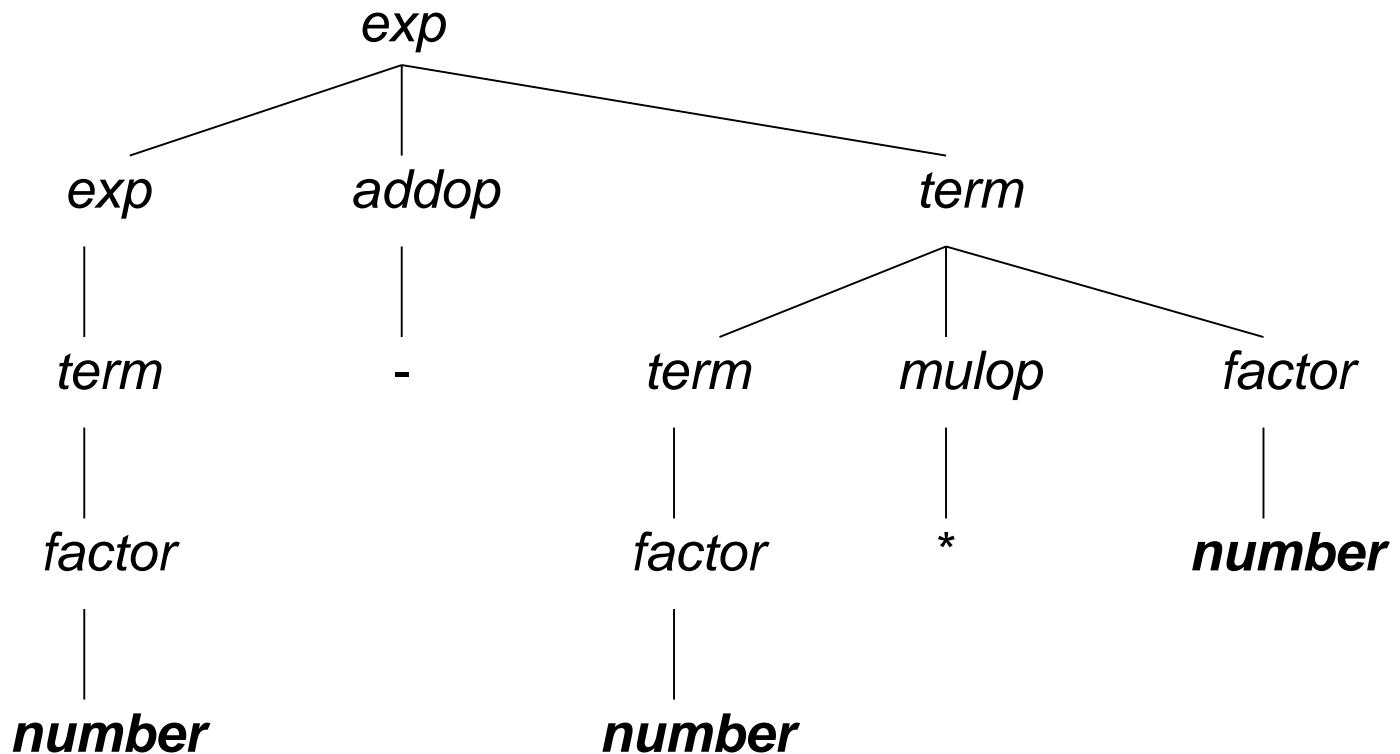 exp
exp addop term
term - term mulop factor
factor factor * number
number number